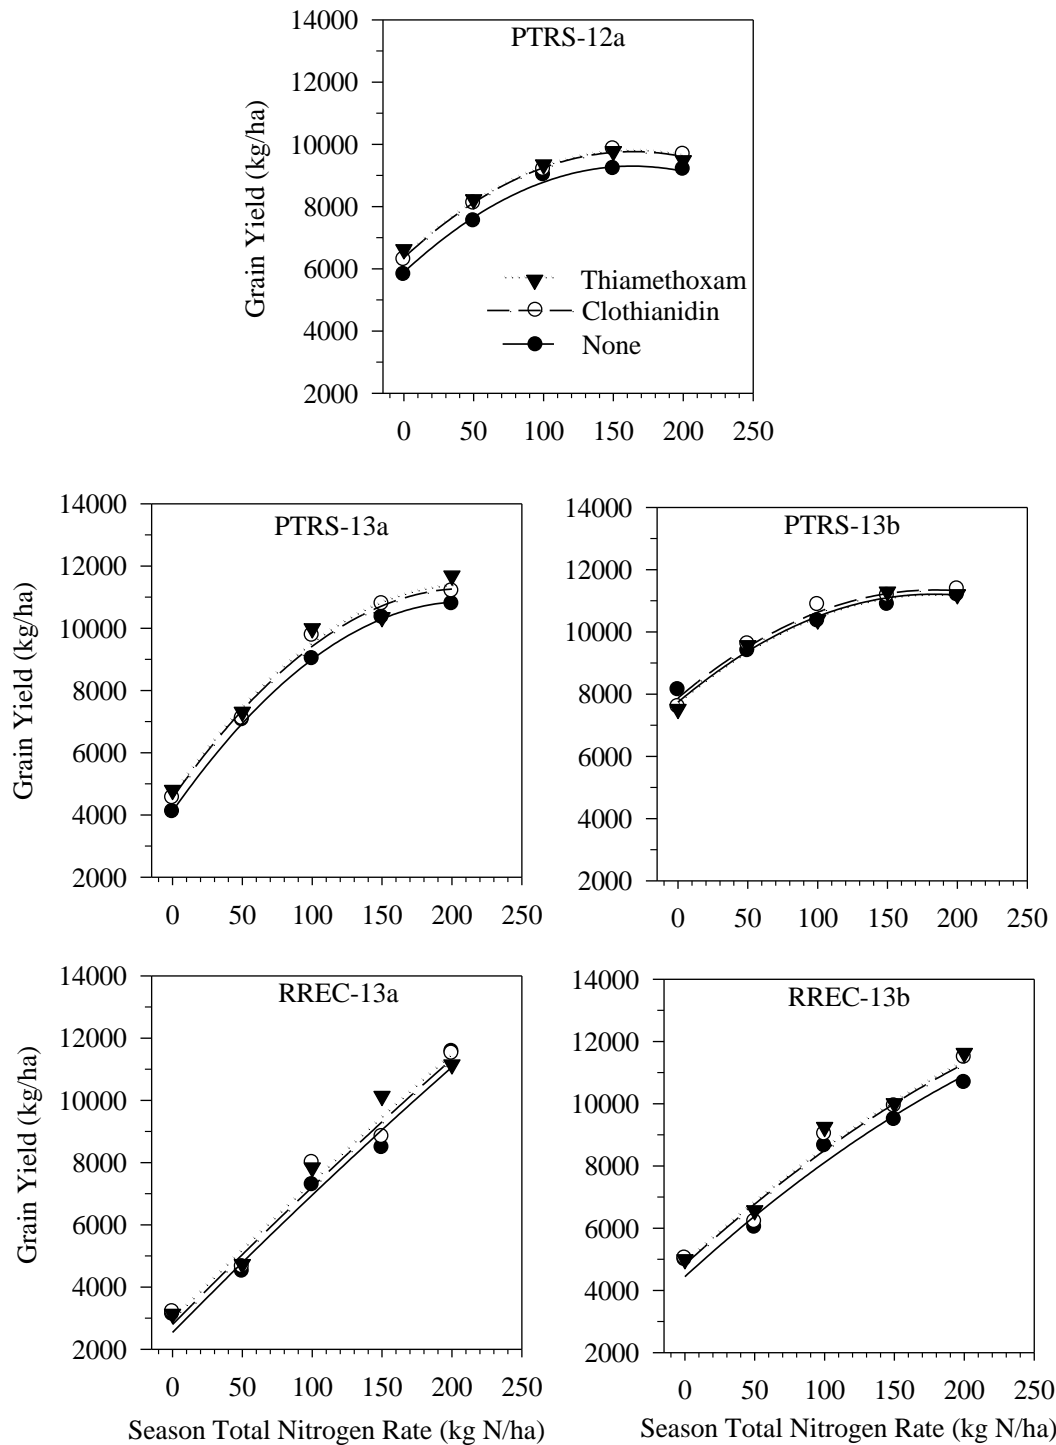 PTRS-12a
14000
12000
10000
8000
6000
4000
2000
Grain Yield (kg/ha)
Thiamethoxam
Clothianidin
None
0 50 100 150 200 250
PTRS-13a
14000
12000
10000
8000
6000
4000
2000
Grain Yield (kg/ha)
0 50 100 150 200 250
PTRS-13b
14000
12000
10000
8000
6000
4000
2000
0 50 100 150 200 250
RREC-13a
14000
12000
10000
8000
6000
4000
2000
Grain Yield (kg/ha)
0 50 100 150 200 250
Season Total Nitrogen Rate (kg N/ha)
RREC-13b
14000
12000
10000
8000
6000
4000
2000
0 50 100 150 200 250
Season Total Nitrogen Rate (kg N/ha)